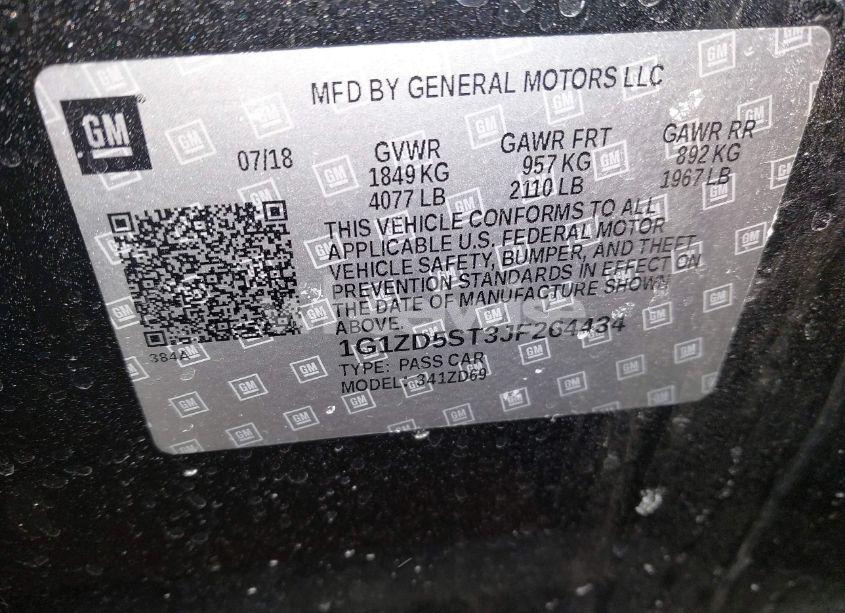 MFD BY GENERAL MOTORS LLC
GM
07/18
GVWR
1849 KG
4077 LB
GAWR FRT
957 KG
2110 LB
GAWR RR
892 KG
1967 LB
THIS VEHICLE CONFORMS TO ALL
APPLICABLE U.S. FEDERAL MOTOR
VEHICLE SAFETY, BUMPER, AND THEFT
PREVENTION STANDARDS IN EFFECT ON
THE DATE OF MANUFACTURE SHOWN
ABOVE.
384A
1G1ZD5ST3JF264434
TYPE: PASS CAR
MODEL: 341ZD69